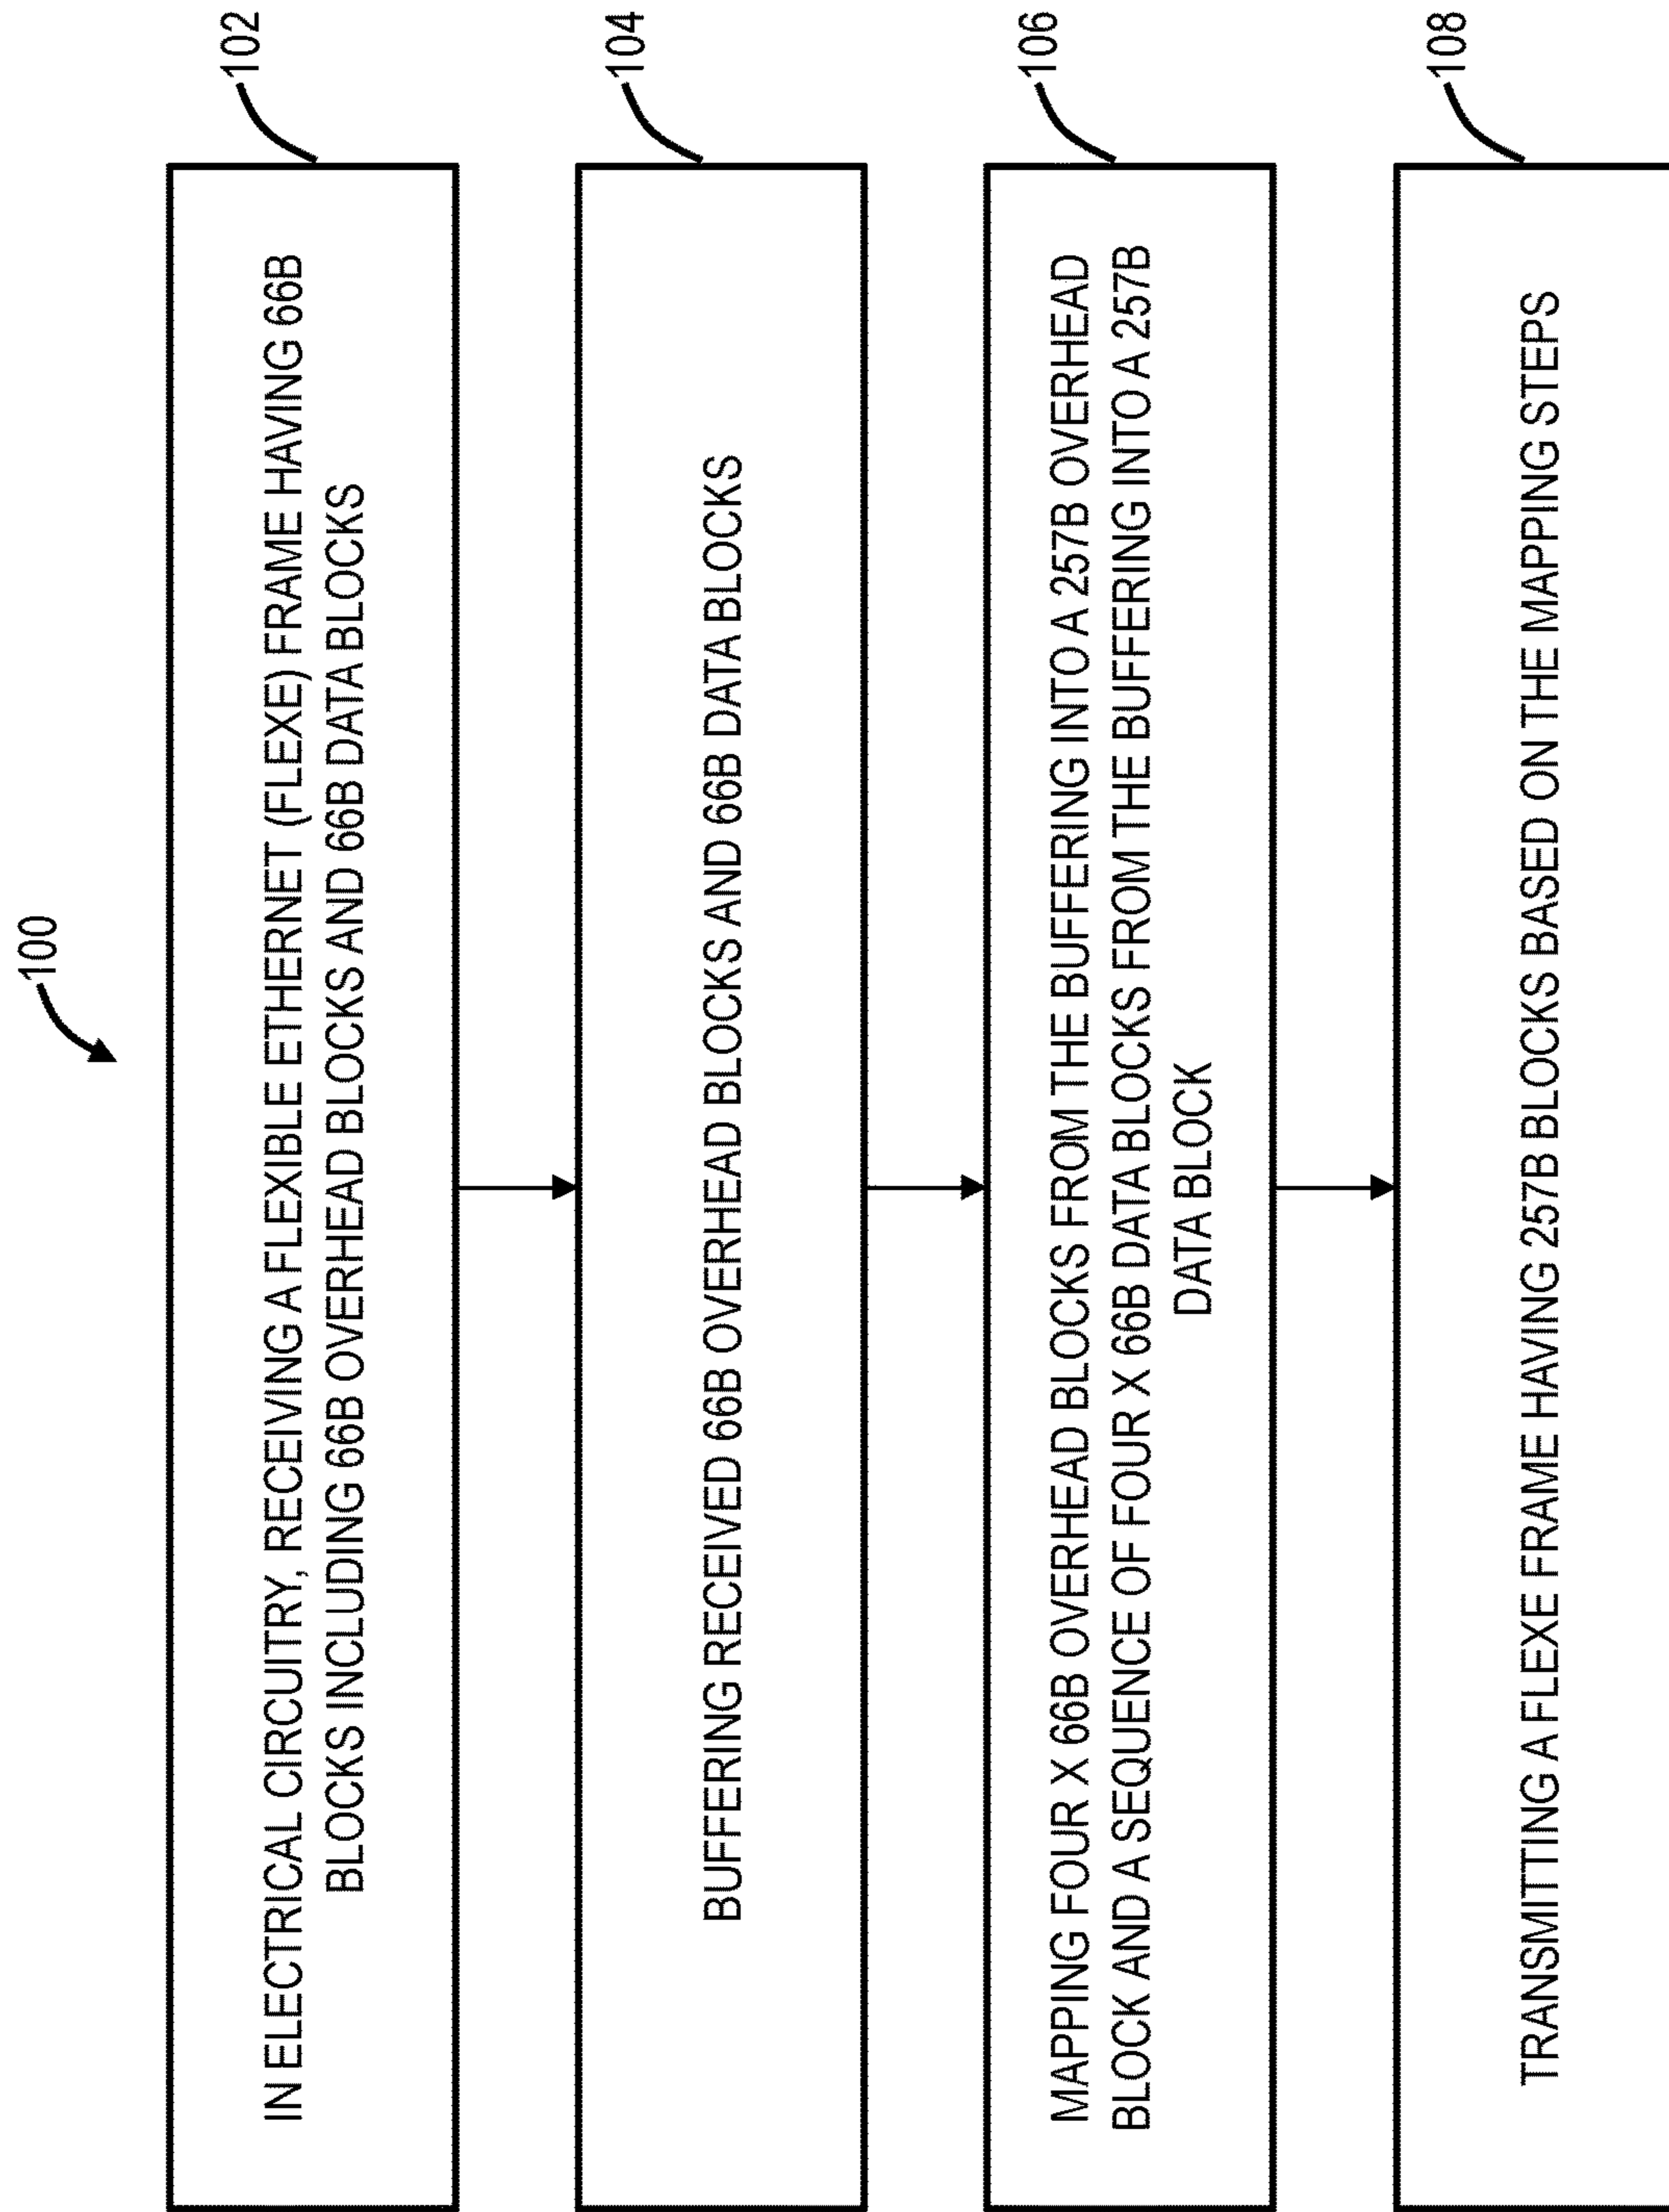 100
102
IN ELECTRICAL CIRCUITRY, RECEIVING A FLEXIBLE ETHERNET (FLEXE) FRAME HAVING 66B
BLOCKS INCLUDING 66B OVERHEAD BLOCKS AND 66B DATA BLOCKS
104
BUFFERING RECEIVED 66B OVERHEAD BLOCKS AND 66B DATA BLOCKS
106
MAPPING FOUR X 66B OVERHEAD BLOCKS FROM THE BUFFERING INTO A 257B OVERHEAD
BLOCK AND A SEQUENCE OF FOUR X 66B DATA BLOCKS FROM THE BUFFERING INTO A 257B
DATA BLOCK
108
TRANSMITTING A FLEXE FRAME HAVING 257B BLOCKS BASED ON THE MAPPING STEPS